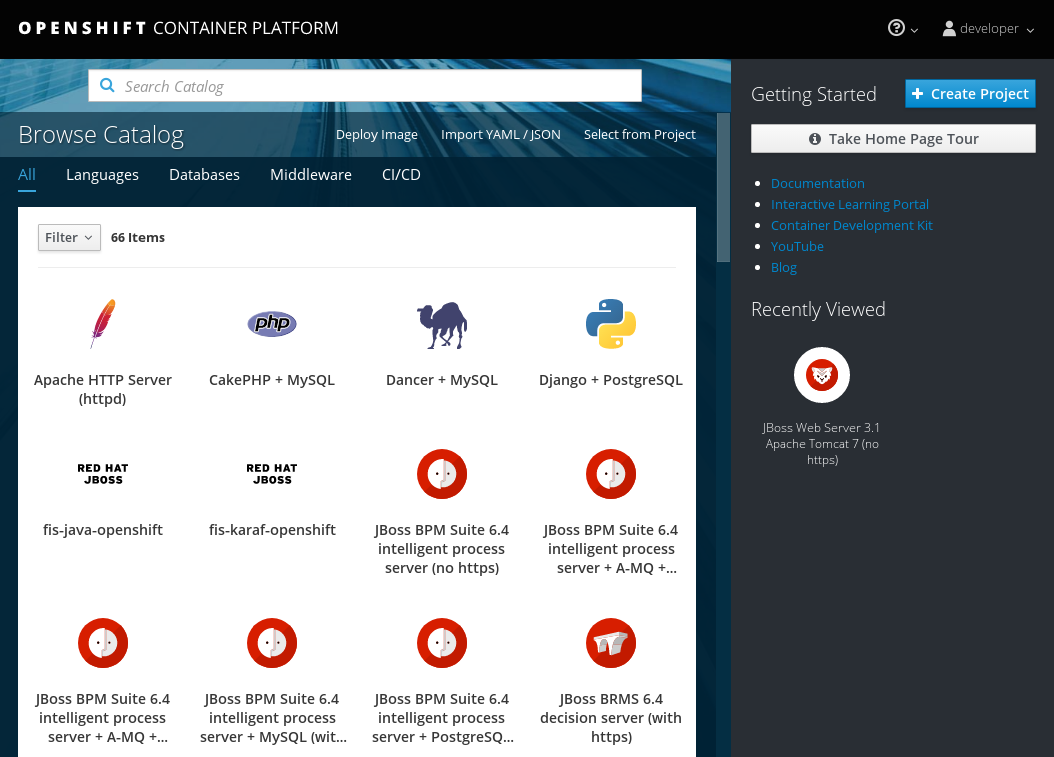 OPENSHIFT CONTAINER PLATFORM
developer
Search Catalog
Browse Catalog
Deploy Image
Import YAML / JSON
Select from Project
All
Languages
Databases
Middleware
CI/CD
Filter
66 Items
Apache HTTP Server
(httpd)
php
CakePHP + MySQL
Dancer + MySQL
Django + PostgreSQL
RED HAT
JBOSS
fis-java-openshift
RED HAT
JBOSS
fis-karaf-openshift
JBoss BPM Suite 6.4
intelligent process
server (no https)
JBoss BPM Suite 6.4
intelligent process
server + A-MQ +...
JBoss BPM Suite 6.4
intelligent process
server + A-MQ +...
JBoss BPM Suite 6.4
intelligent process
server + MySQL (wit...
JBoss BPM Suite 6.4
intelligent process
server + PostgreSQ...
JBoss BRMS 6.4
decision server (with
https)
Getting Started
Create Project
Take Home Page Tour
Documentation
Interactive Learning Portal
Container Development Kit
YouTube
Blog
Recently Viewed
JBoss Web Server 3.1
Apache Tomcat 7 (no
https)